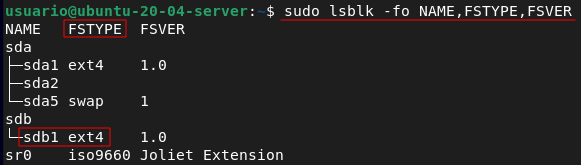 usuario@ubuntu-20-04-server:~$ sudo lsblk -fo NAME,FSTYPE,FSVER
NAME   FSTYPE  FSVER
sda
├─sda1 ext4    1.0
├─sda2
└─sda5 swap    1
sdb
└─sdb1 ext4    1.0
sr0    iso9660 Joliet Extension